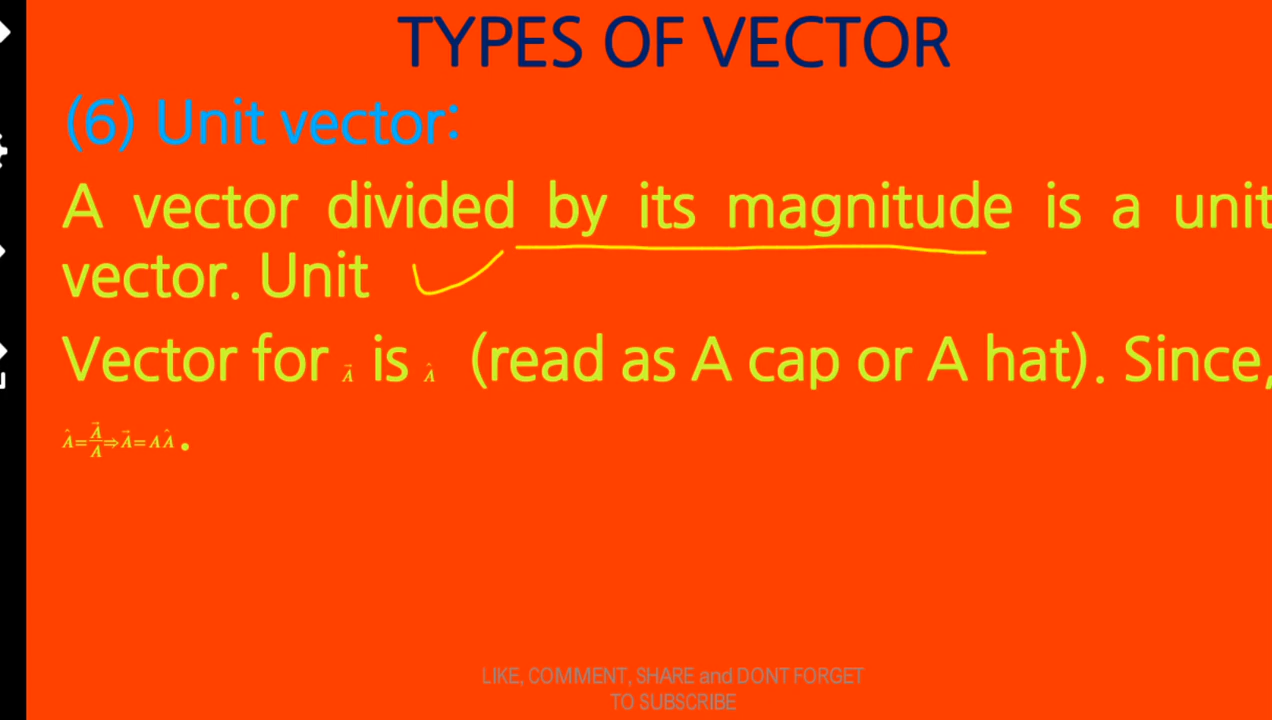 TYPES OF VECTOR
(6) Unit vector:
A vector divided by its magnitude is a unit
vector. Unit
Vector for A⃗ is Â (read as A cap or A hat). Since,
Â = A⃗/A ⇒ A⃗ = AÂ.
LIKE, COMMENT, SHARE and DONT FORGET
TO SUBSCRIBE